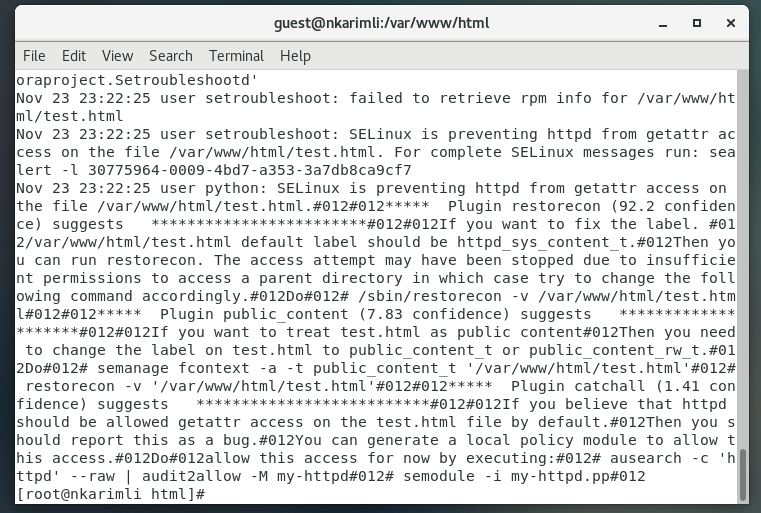 guest@nkarimli:/var/www/html
File Edit View Search Terminal Help
oraproject.Setroubleshootd'
Nov 23 23:22:25 user setroubleshoot: failed to retrieve rpm info for /var/www/ht
ml/test.html
Nov 23 23:22:25 user setroubleshoot: SELinux is preventing httpd from getattr ac
cess on the file /var/www/html/test.html. For complete SELinux messages run: sea
lert -l 30775964-0009-4bd7-a353-3a7db8ca9cf7
Nov 23 23:22:25 user python: SELinux is preventing httpd from getattr access on
the file /var/www/html/test.html.#012#012*****  Plugin restorecon (92.2 confiden
ce) suggests   ************************#012#012If you want to fix the label. #01
2/var/www/html/test.html default label should be httpd_sys_content_t.#012Then yo
u can run restorecon. The access attempt may have been stopped due to insufficie
nt permissions to access a parent directory in which case try to change the foll
owing command accordingly.#012Do#012# /sbin/restorecon -v /var/www/html/test.htm
l#012#012*****  Plugin public_content (7.83 confidence) suggests   *************
*******#012#012If you want to treat test.html as public content#012Then you need
 to change the label on test.html to public_content_t or public_content_rw_t.#01
2Do#012# semanage fcontext -a -t public_content_t '/var/www/html/test.html'#012#
 restorecon -v '/var/www/html/test.html'#012#012*****  Plugin catchall (1.41 con
fidence) suggests   **************************#012#012If you believe that httpd
should be allowed getattr access on the test.html file by default.#012Then you s
hould report this as a bug.#012You can generate a local policy module to allow t
his access.#012Do#012allow this access for now by executing:#012# ausearch -c 'h
ttpd' --raw | audit2allow -M my-httpd#012# semodule -i my-httpd.pp#012
[root@nkarimli html]#